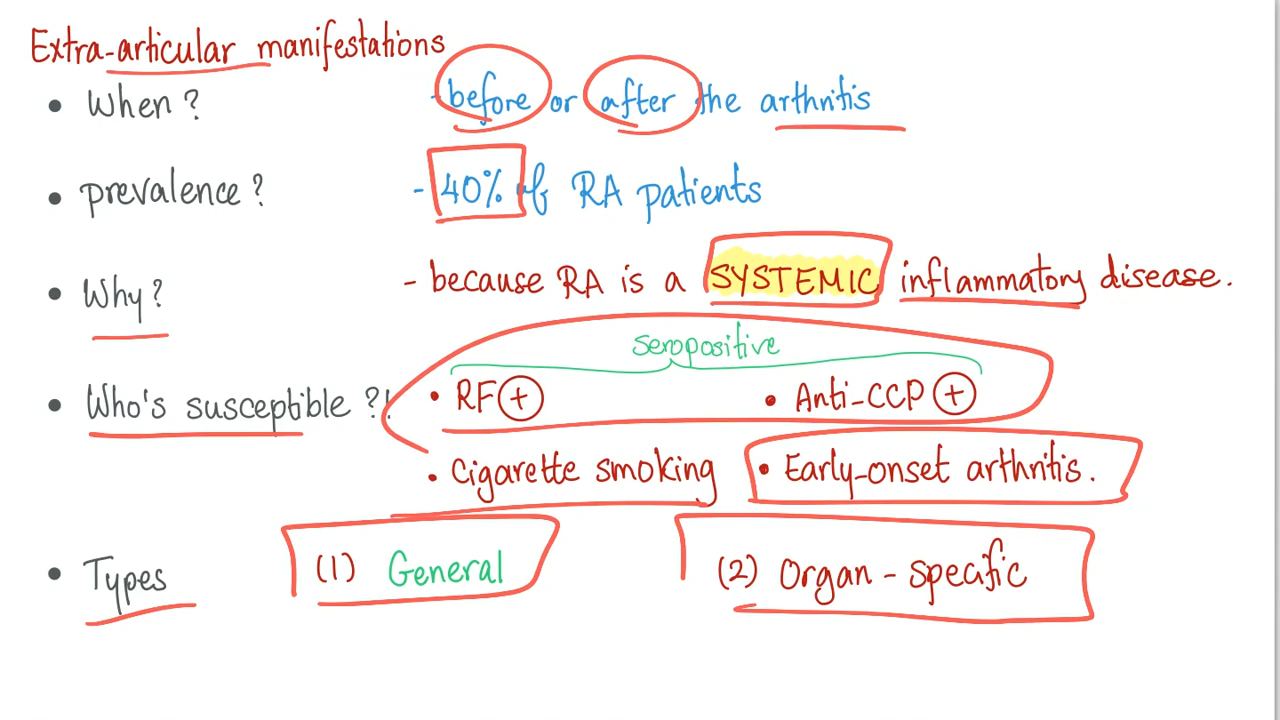 Extra-articular manifestations
• When? - before or after the arthritis
• prevalence? - 40% of RA patients
• Why? - because RA is a SYSTEMIC inflammatory disease.
seropositive
• Who's susceptible?! • RF (+) • Anti-CCP (+)
• Cigarette smoking • Early-onset arthritis.
• Types (1) General (2) Organ-specific